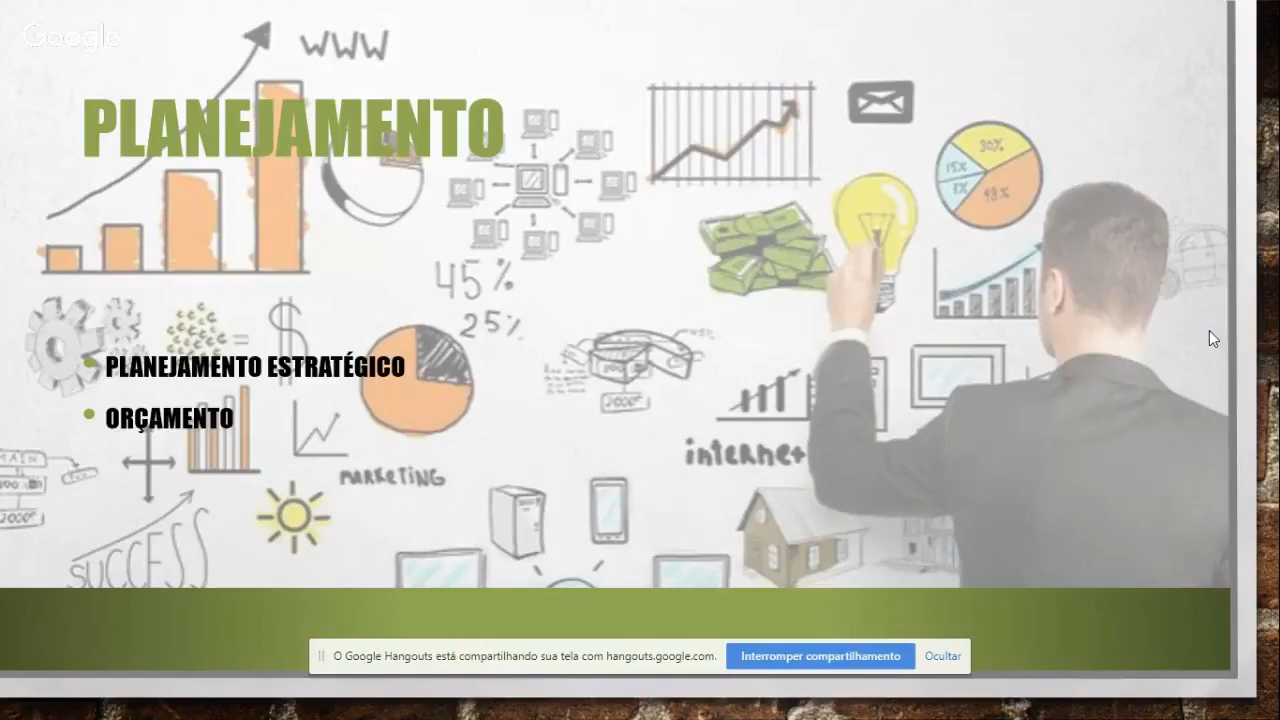 Google
WWW
PLANEJAMENTO
30%
15%
48%
45%
25%
PLANEJAMENTO ESTRATÉGICO
ORÇAMENTO
internet
MARKETING
SUCCESS
O Google Hangouts está compartilhando sua tela com hangouts.google.com.
Interromper compartilhamento
Ocultar